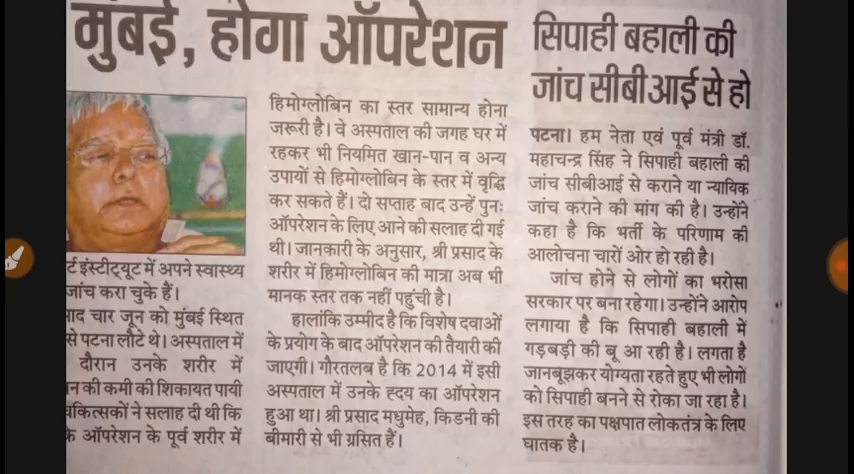 मुंबई, होगा ऑपरेशन
र्ट इंस्टीट्यूट में अपने स्वास्थ्य
जांच करा चुके हैं।
चार जून को मुंबई स्थित
से पटना लौटे थे। अस्पताल में
दौरान उनके शरीर में
न की कमी की शिकायत पायी
चिकित्सकों ने सलाह दी थी कि
के ऑपरेशन के पूर्व शरीर में
हिमोग्लोबिन का स्तर सामान्य होना
जरूरी है। वे अस्पताल की जगह घर में
रहकर भी नियमित खान-पान व अन्य
उपायों से हिमोग्लोबिन के स्तर में वृद्धि
कर सकते हैं। दो सप्ताह बाद उन्हें पुनः
ऑपरेशन के लिए आने की सलाह दी गई
थी। जानकारी के अनुसार, श्री प्रसाद के
शरीर में हिमोग्लोबिन की मात्रा अब भी
मानक स्तर तक नहीं पहुंची है।
हालांकि उम्मीद है कि विशेष दवाओं
के प्रयोग के बाद ऑपरेशन की तैयारी की
जाएगी। गौरतलब है कि 2014 में इसी
अस्पताल में उनके ह्दय का ऑपरेशन
हुआ था। श्री प्रसाद मधुमेह, किडनी की
बीमारी से भी ग्रसित हैं।
सिपाही बहाली की
जांच सीबीआई से हो
पटना। हम नेता एवं पूर्व मंत्री डॉ.
महाचन्द्र सिंह ने सिपाही बहाली की
जांच सीबीआई से कराने या न्यायिक
जांच कराने की मांग की है। उन्होंने
कहा है कि भर्ती के परिणाम की
आलोचना चारों ओर हो रही है।
जांच होने से लोगों का भरोसा
सरकार पर बना रहेगा। उन्होंने आरोप
लगाया है कि सिपाही बहाली में
गड़बड़ी की बू आ रही है। लगता है
जानबूझकर योग्यता रहते हुए भी लोगों
को सिपाही बनने से रोका जा रहा है।
इस तरह का पक्षपात लोकतंत्र के लिए
घातक है।